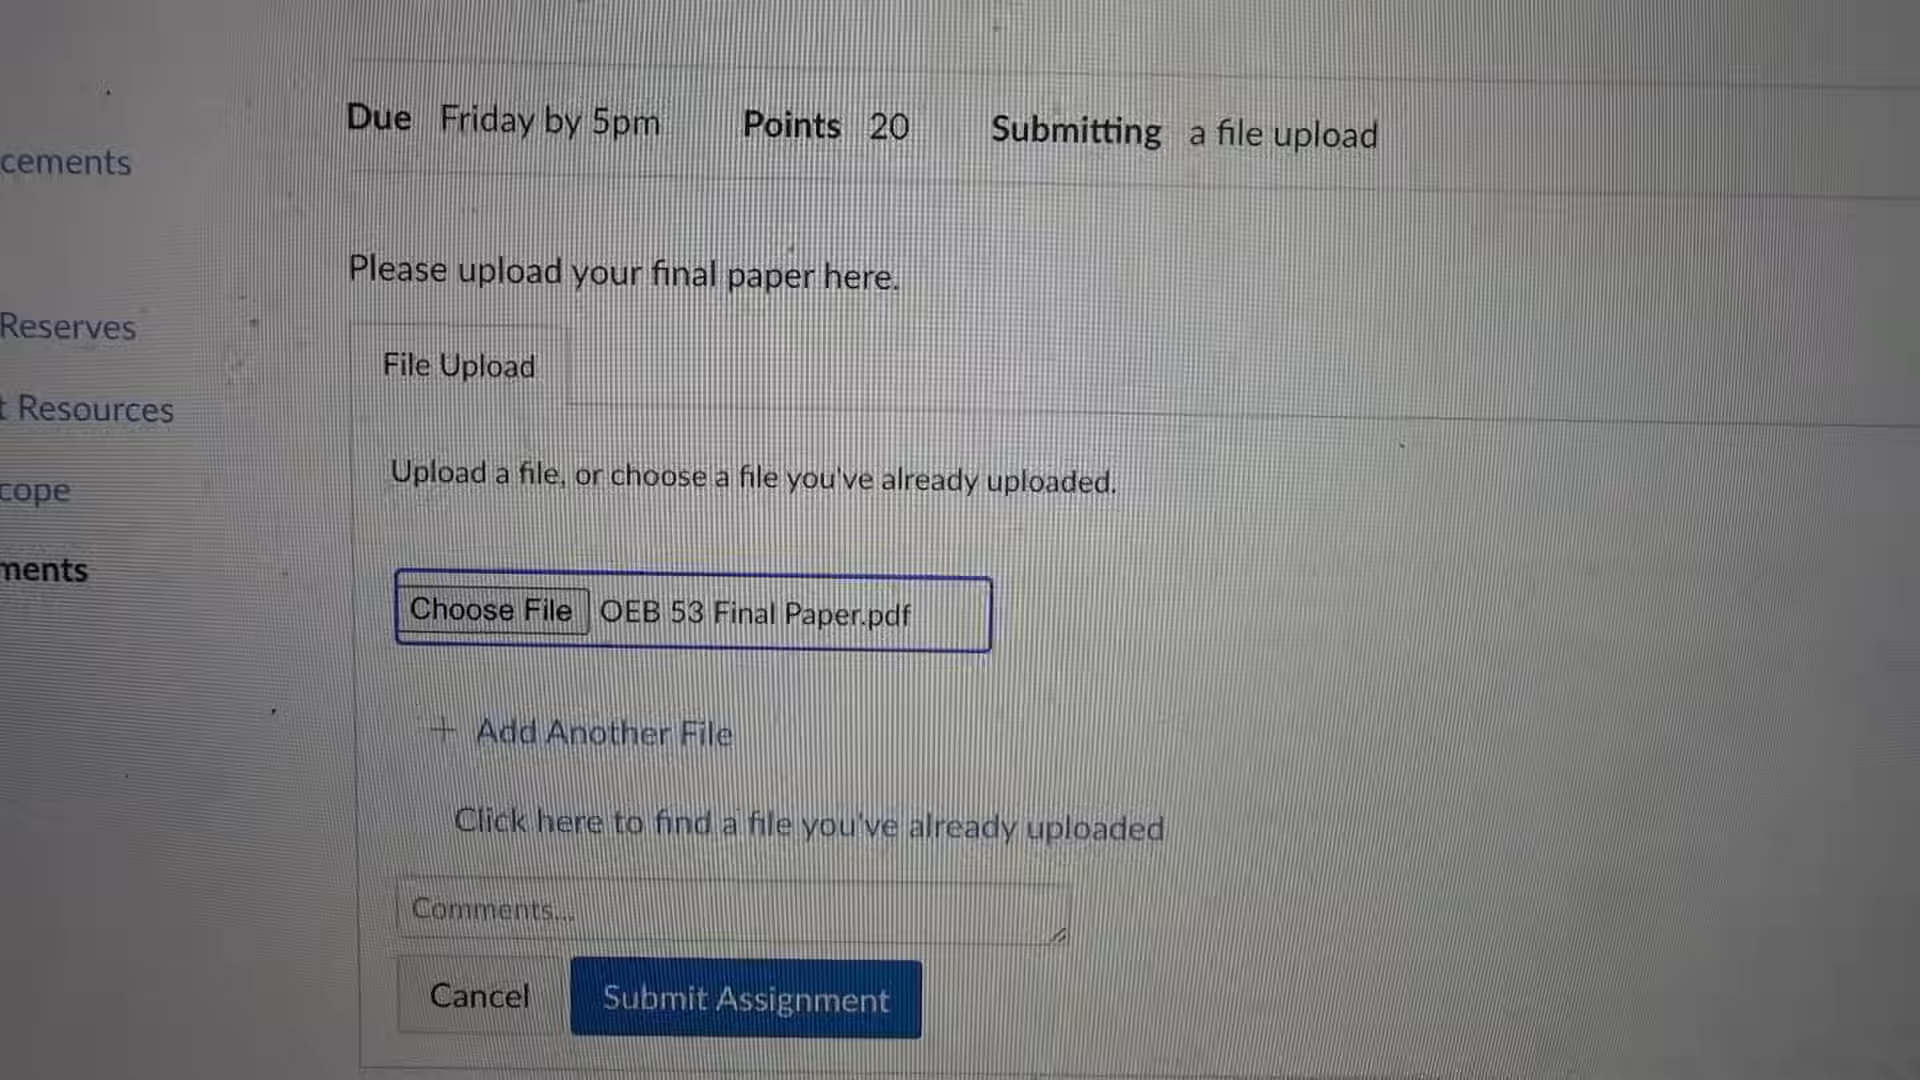 Due Friday by 5pm Points 20 Submitting a file upload
cements
Please upload your final paper here.
Reserves
File Upload
t Resources
Upload a file, or choose a file you've already uploaded.
cope
ments
Choose File OEB 53 Final Paper.pdf
+ Add Another File
Click here to find a file you've already uploaded
Comments...
Cancel Submit Assignment